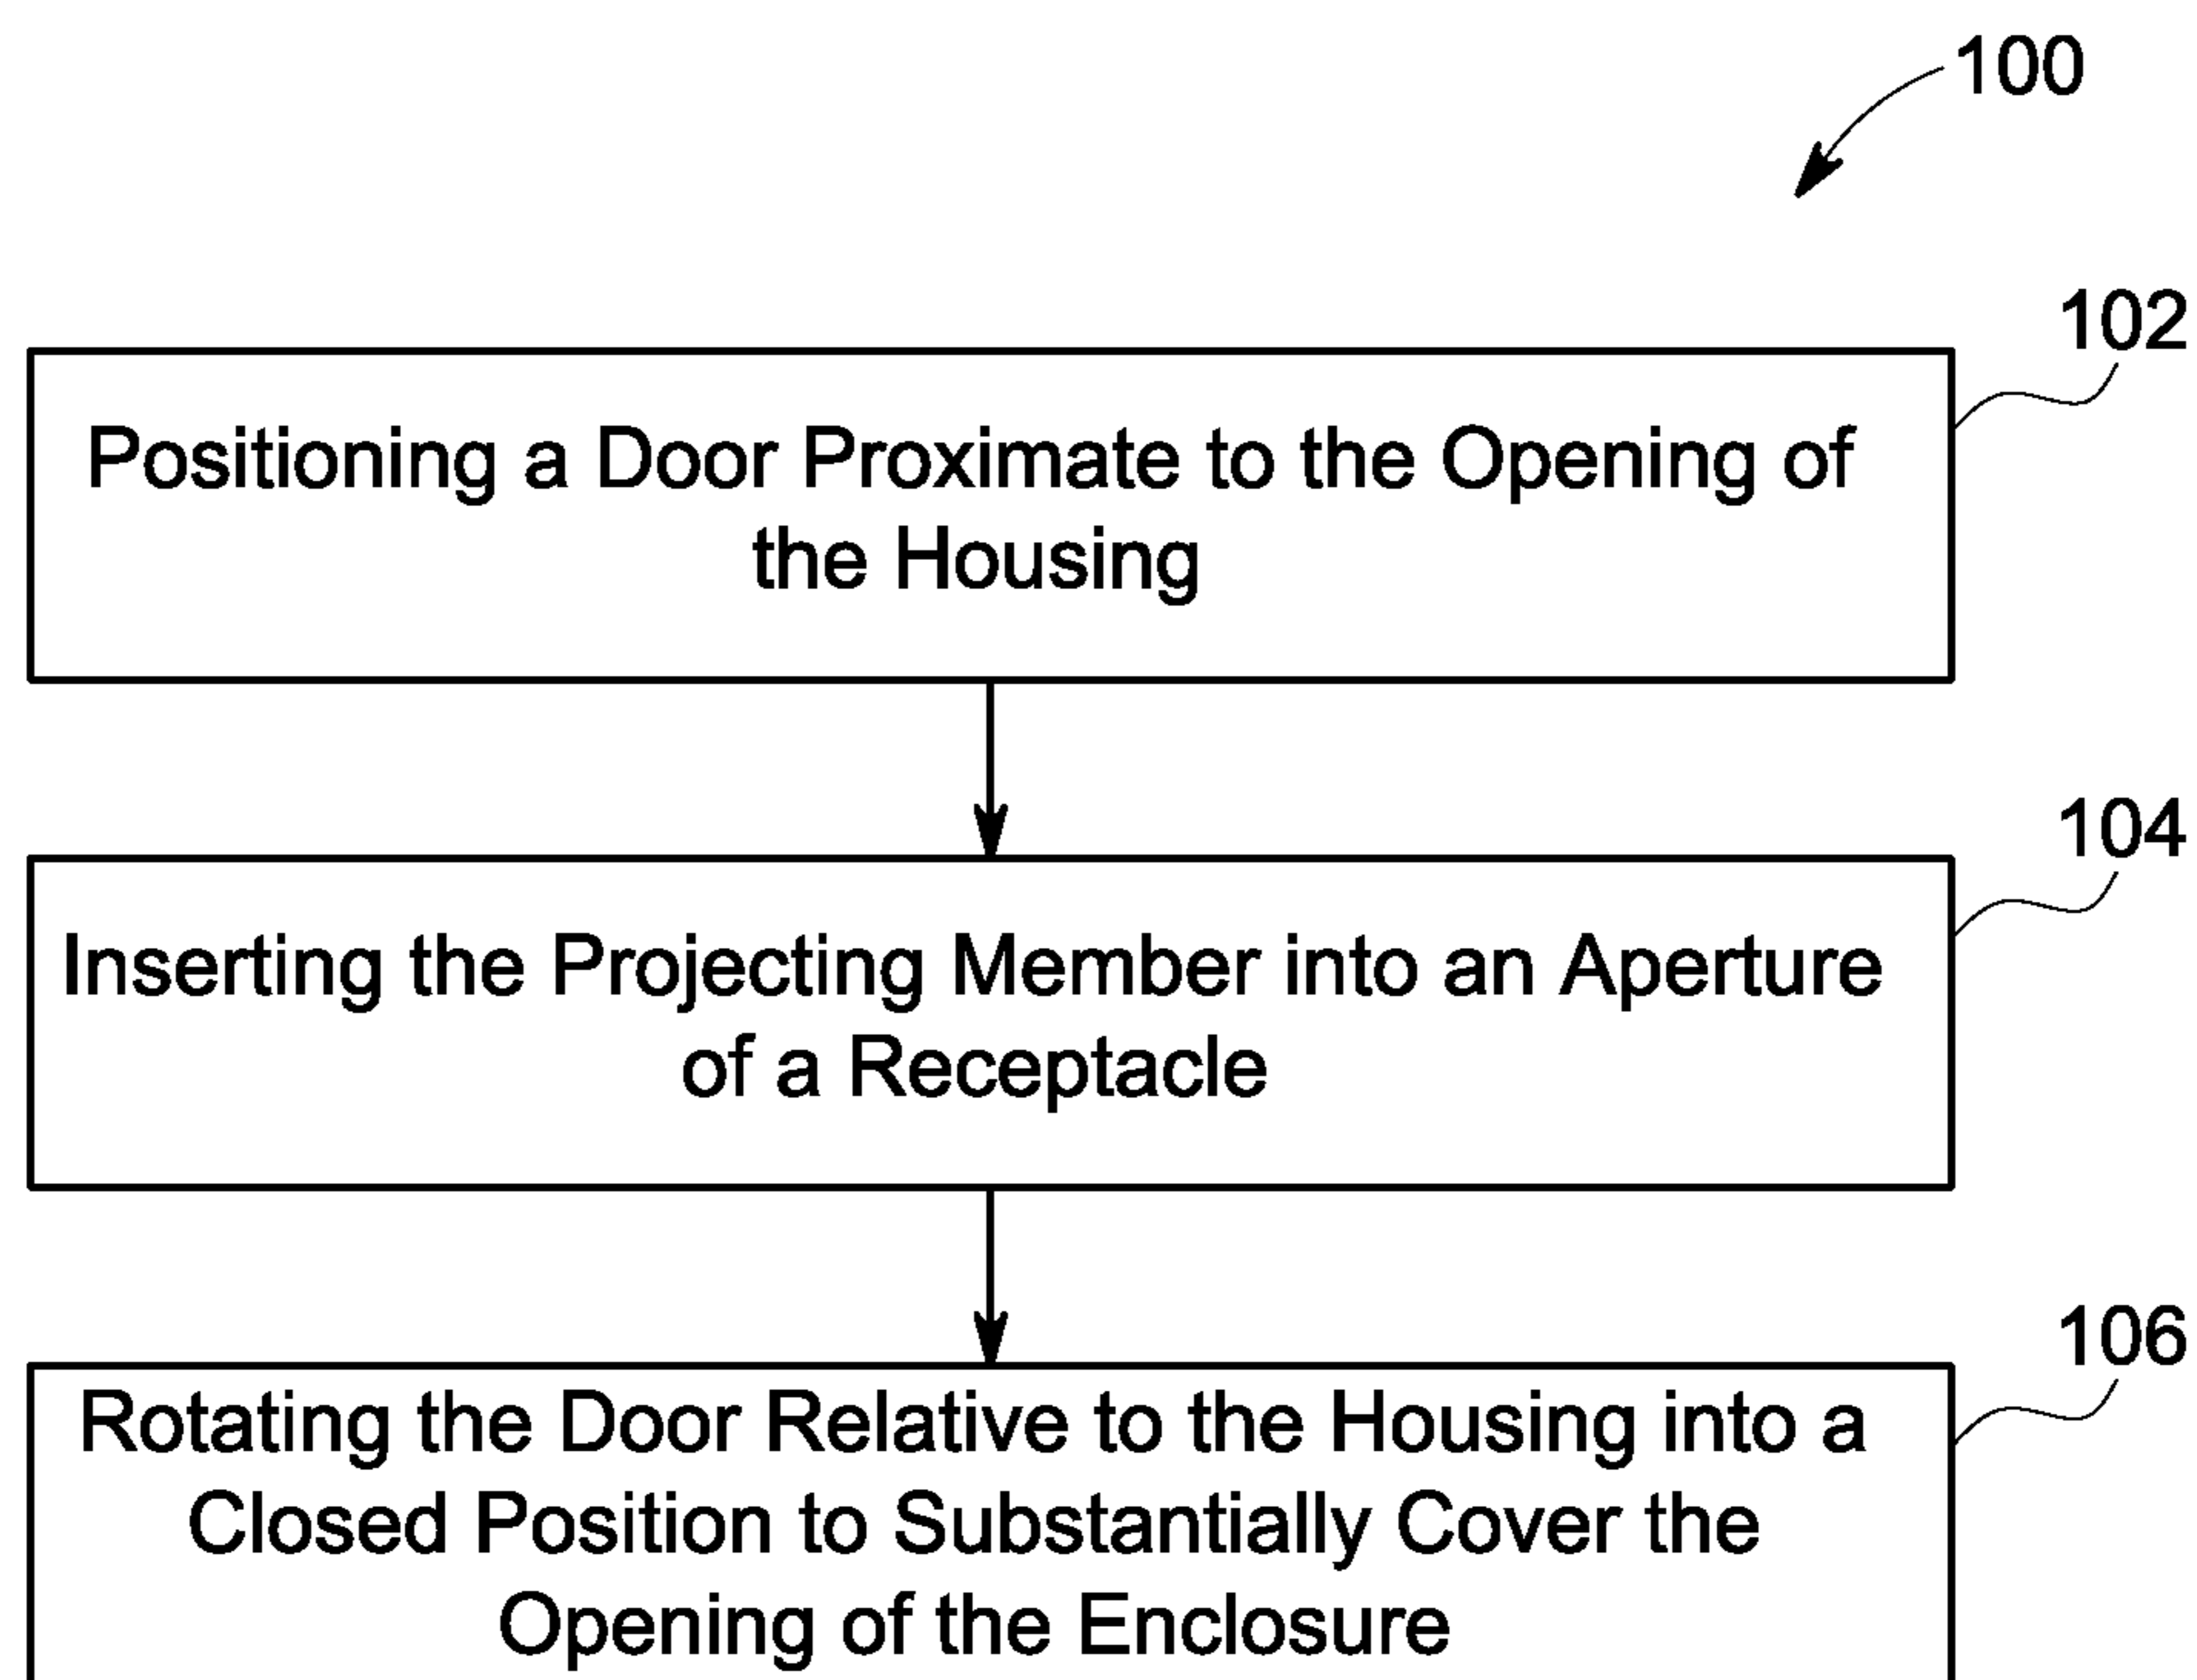 100
102
Positioning a Door Proximate to the Opening of
the Housing
104
Inserting the Projecting Member into an Aperture
of a Receptacle
106
Rotating the Door Relative to the Housing into a
Closed Position to Substantially Cover the
Opening of the Enclosure